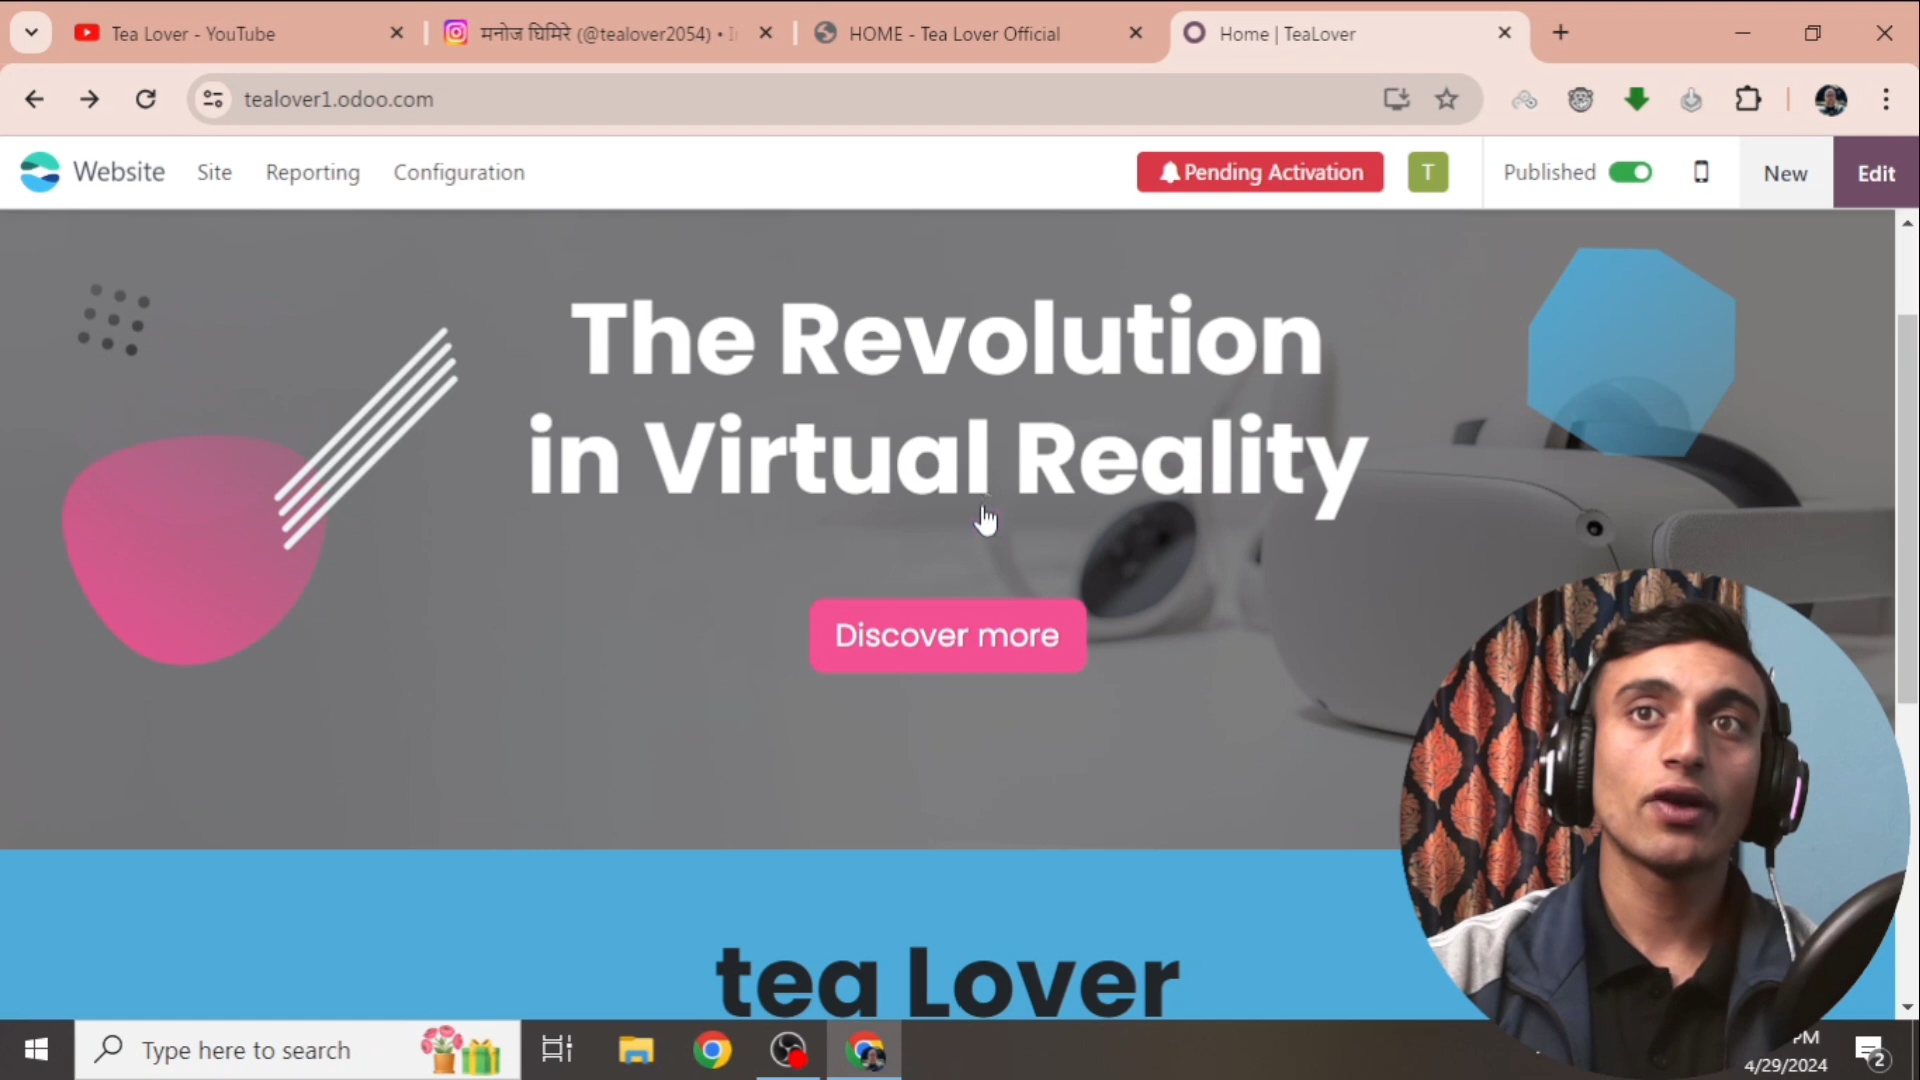 Tea Lover - YouTube
मनोज घिमिरे (@tealover2054) • I
HOME - Tea Lover Official
Home | TeaLover
tealover1.odoo.com
Website
Site
Reporting
Configuration
Pending Activation
T
Published
New
Edit
The Revolution
in Virtual Reality
Discover more
tea Lover
Type here to search
PM
4/29/2024
2